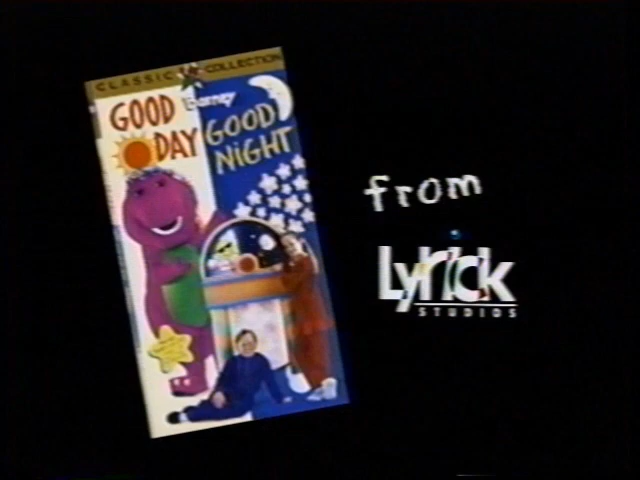 CLASSIC COLLECTION
Barney
GOOD
DAY
GOOD
NIGHT
from
Lyrick
STUDIOS